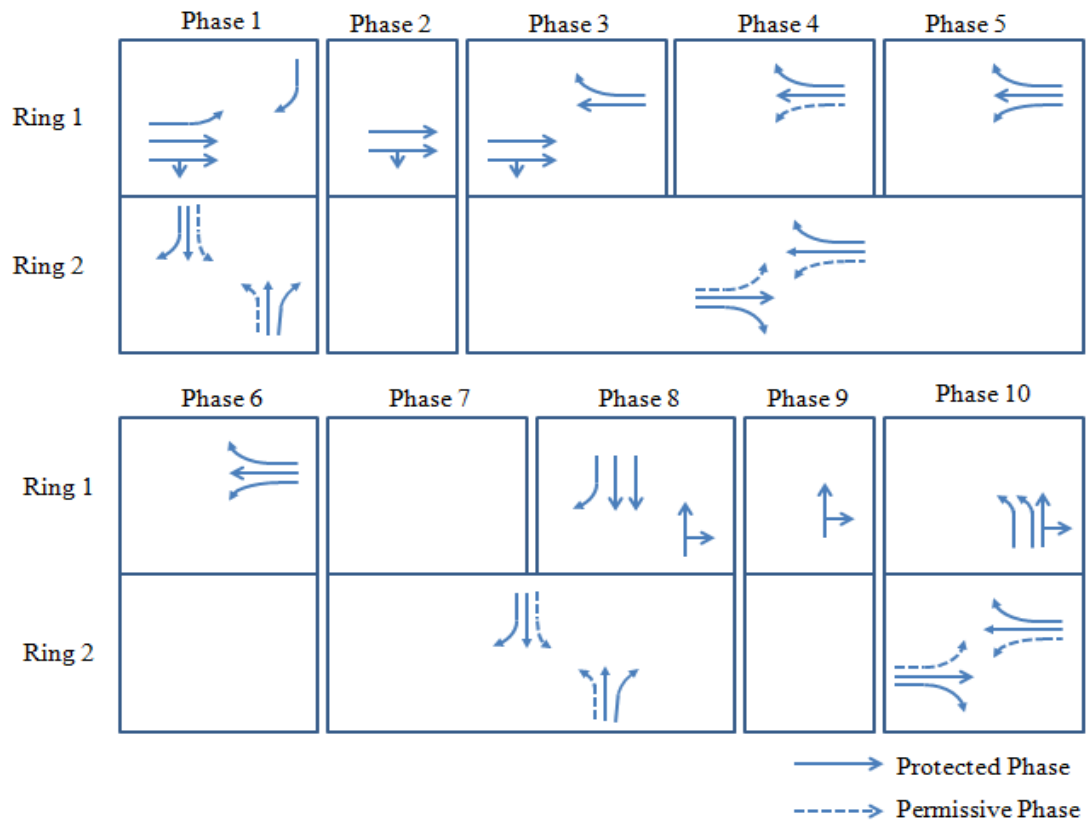 Phase 1
Phase 2
Phase 3
Phase 4
Phase 5
Ring 1
Ring 2
Phase 6
Phase 7
Phase 8
Phase 9
Phase 10
Ring 1
Ring 2
Protected Phase
Permissive Phase